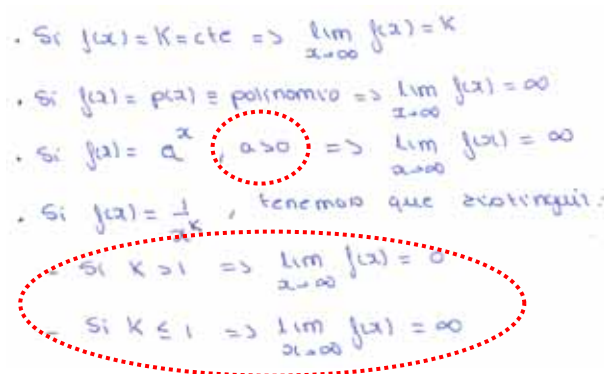 . Si f(x) = K = cte => lim x→∞ f(x) = K
. Si f(x) = p(x) ≡ polinomio => lim x→∞ f(x) = ∞
. Si f(x) = a^x, a>0 => lim x→∞ f(x) = ∞
. Si f(x) = 1/x^K, tenemos que distinguir:
- Si K > 1 => lim x→∞ f(x) = 0
- Si K ≤ 1 => lim x→∞ f(x) = ∞